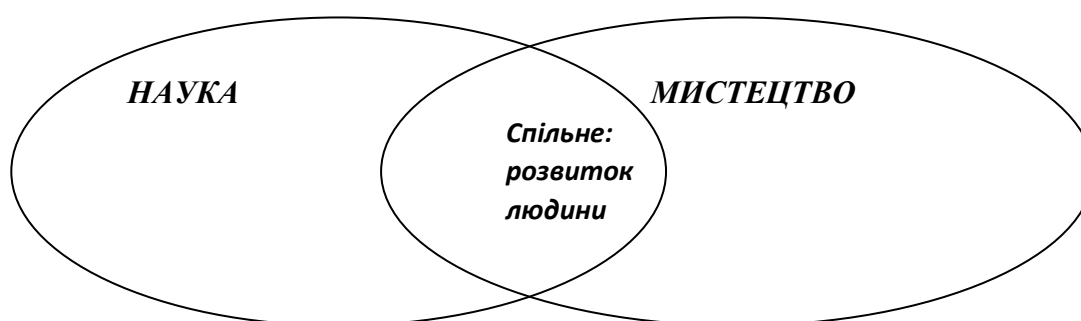 НАУКА
МИСТЕЦТВО
Спільне:
розвиток
людини